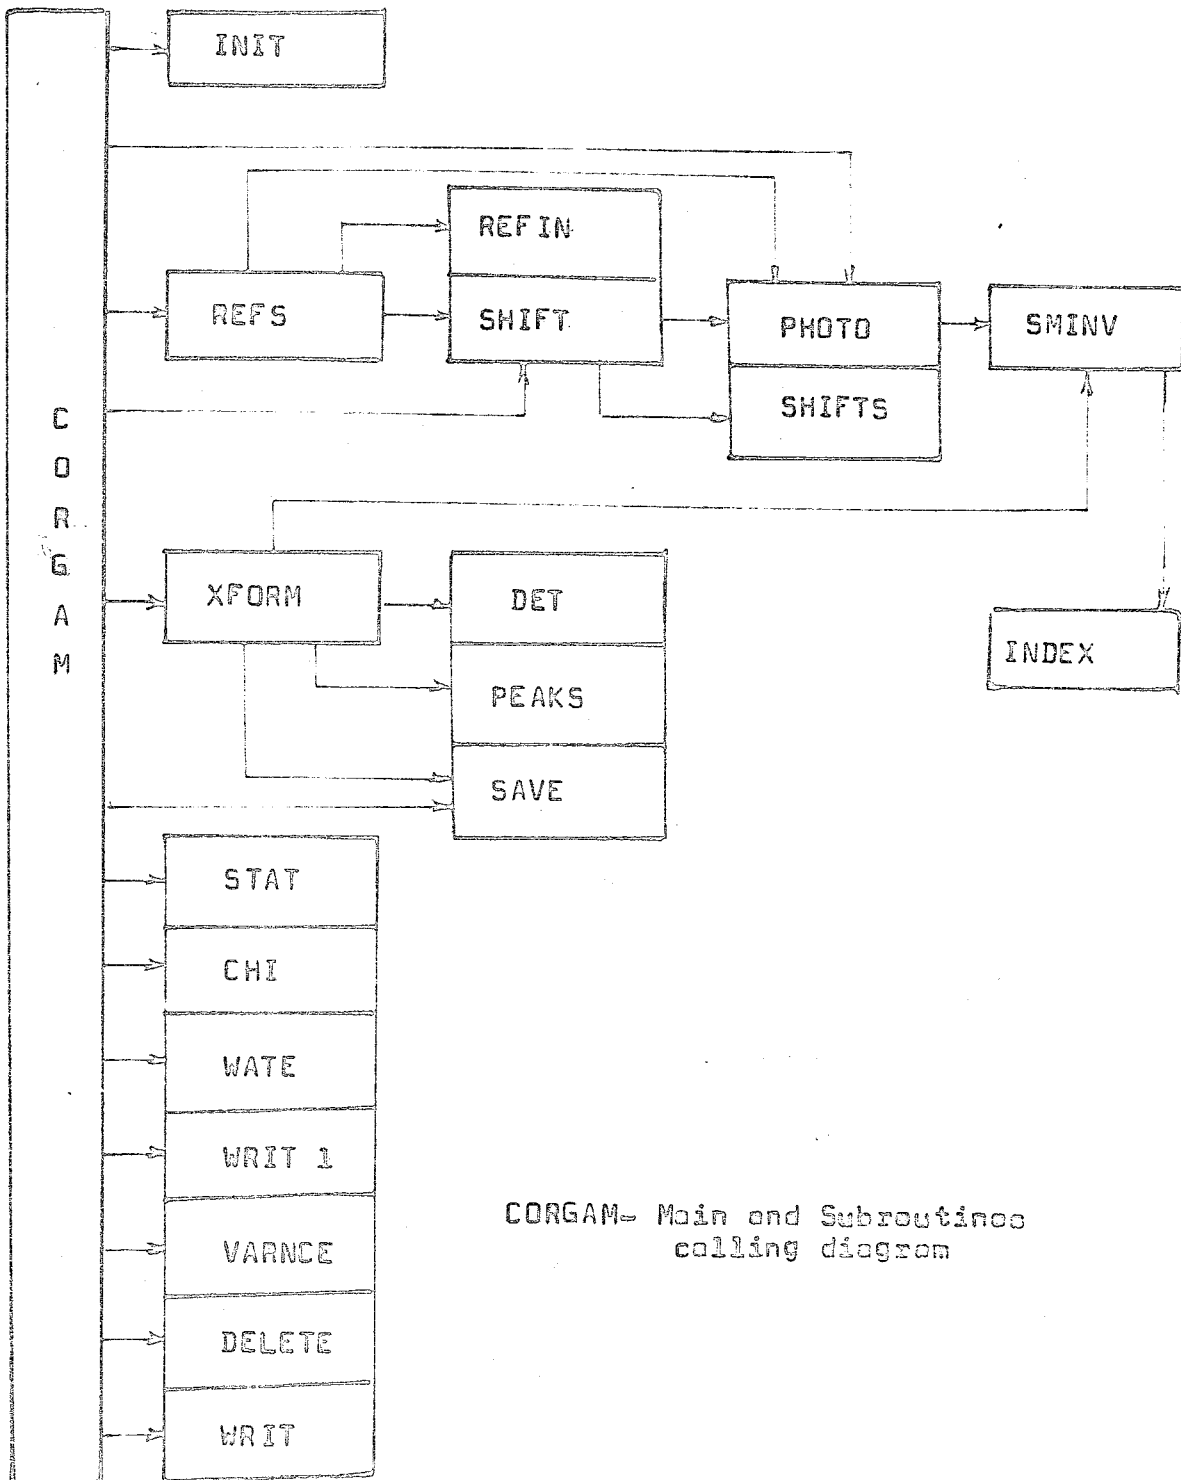 INIT
REFIN
REFS
SHIFT
PHOTO
SMINV
SHIFTS
C
O
R
G
A
M
XFORM
DET
INDEX
PEAKS
SAVE
STAT
CHI
WATE
WRIT 1
VARNCE
DELETE
WRIT
CORGAM- Main and Subroutines
calling diagram